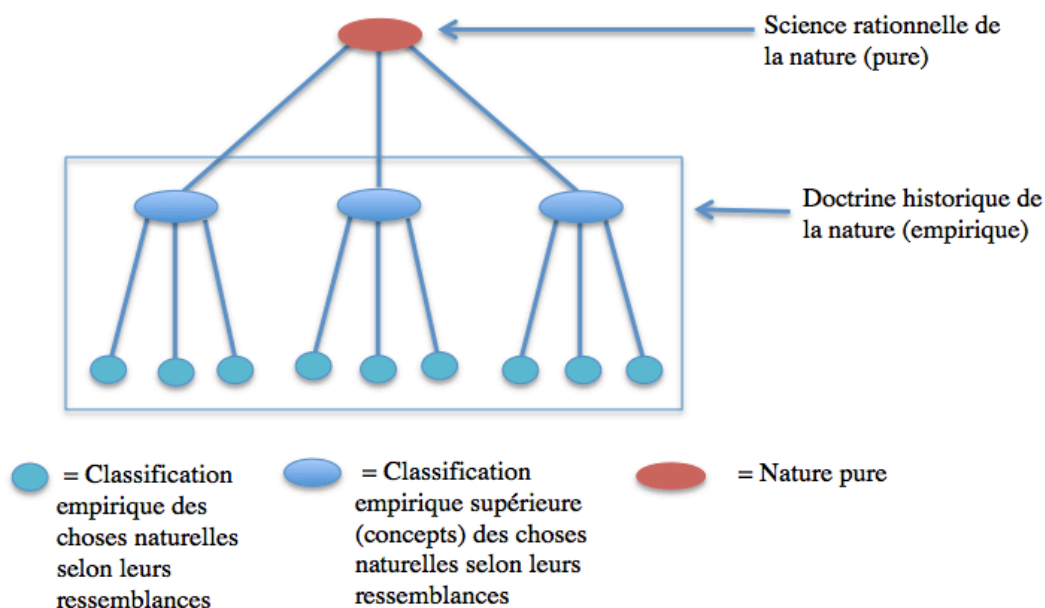 Science rationnelle de
la nature (pure)
Doctrine historique de
la nature (empirique)
= Classification
empirique des
choses naturelles
selon leurs
ressemblances
= Classification
empirique supérieure
(concepts) des choses
naturelles selon leurs
ressemblances
= Nature pure